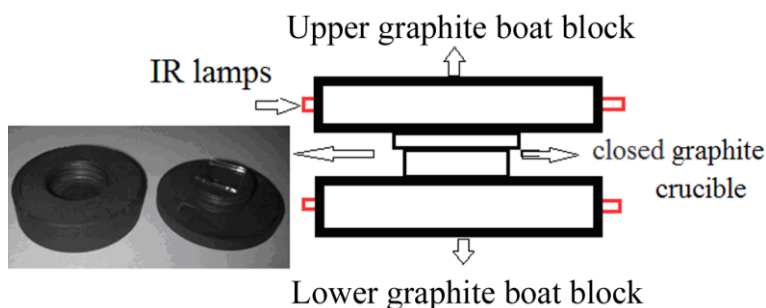 Upper graphite boat block
IR lamps
closed graphite
crucible
Lower graphite boat block